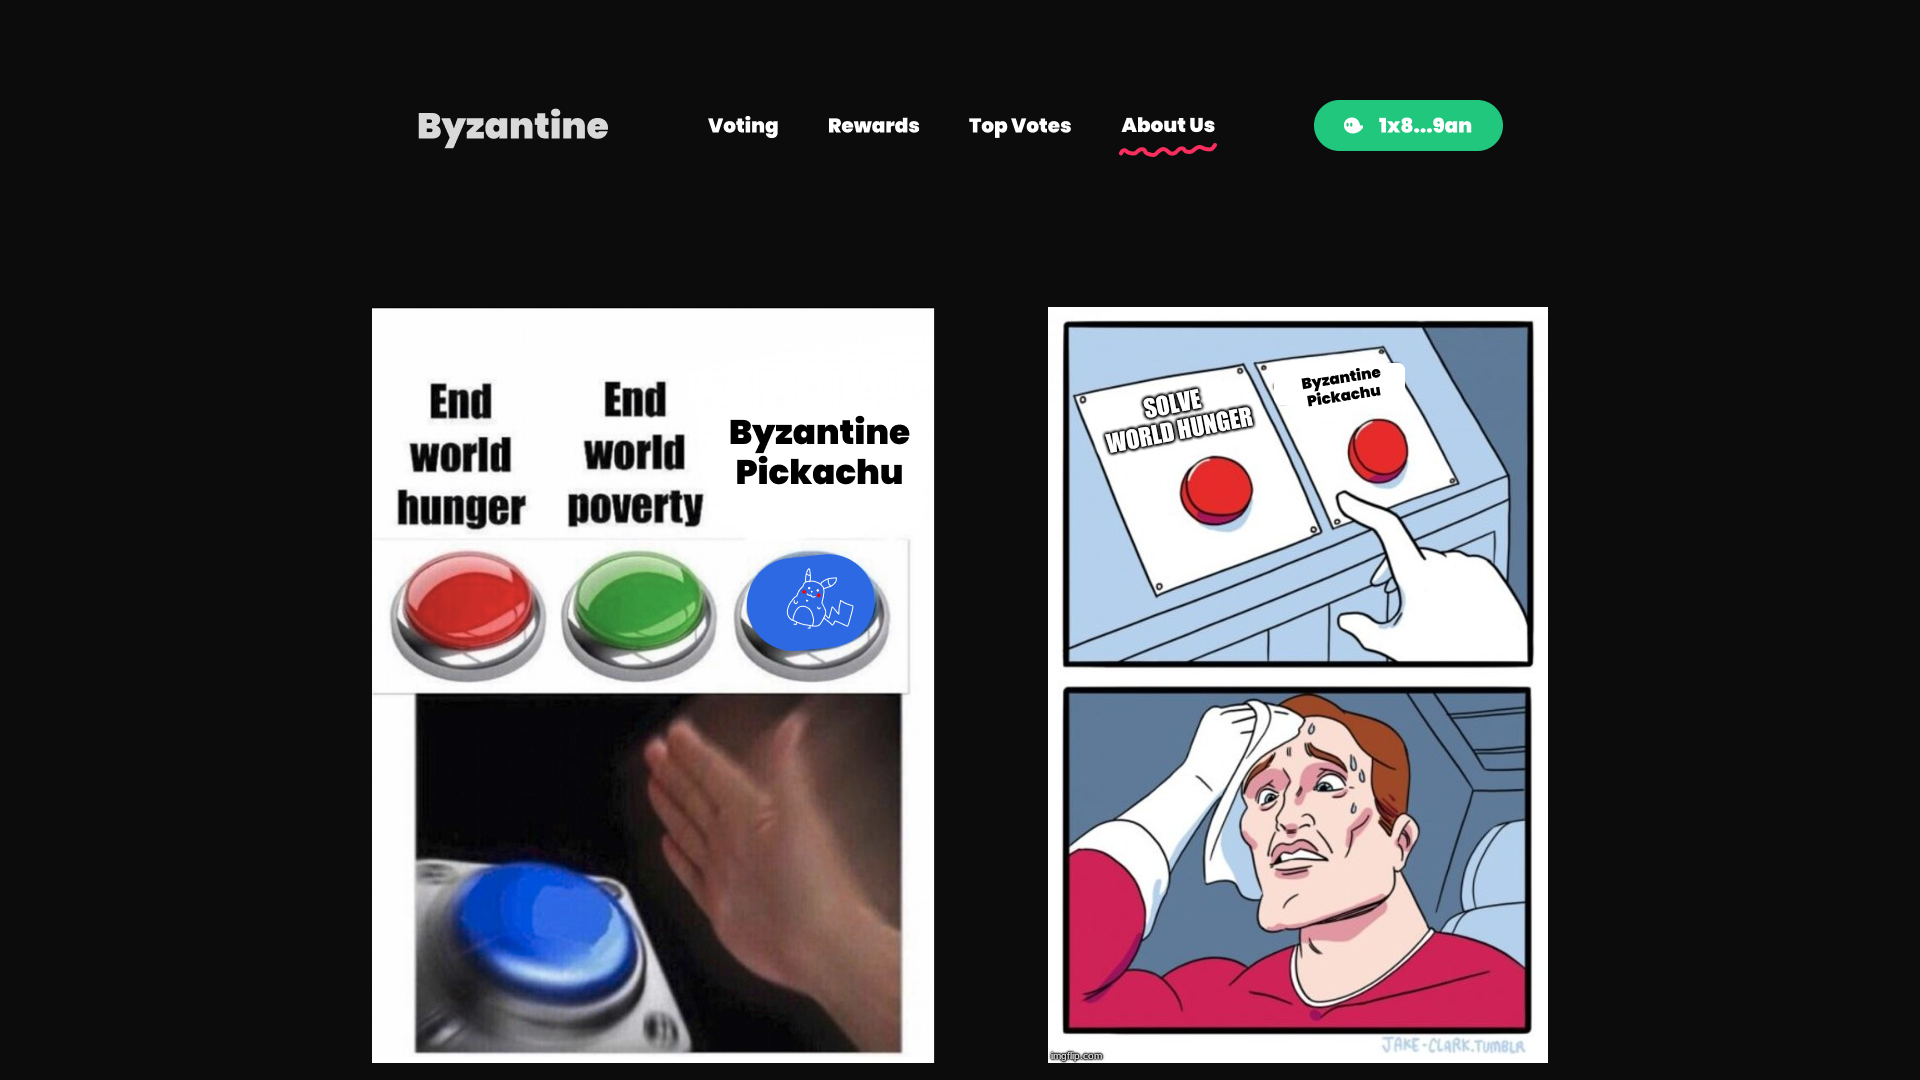 Byzantine
Voting
Rewards
Top Votes
About Us
1x8...9an
End
world
hunger
End
world
poverty
Byzantine
Pickachu
SOLVE
WORLD HUNGER
Byzantine
Pickachu
JAKE-CLARK.TUMBLR
imgflip.com